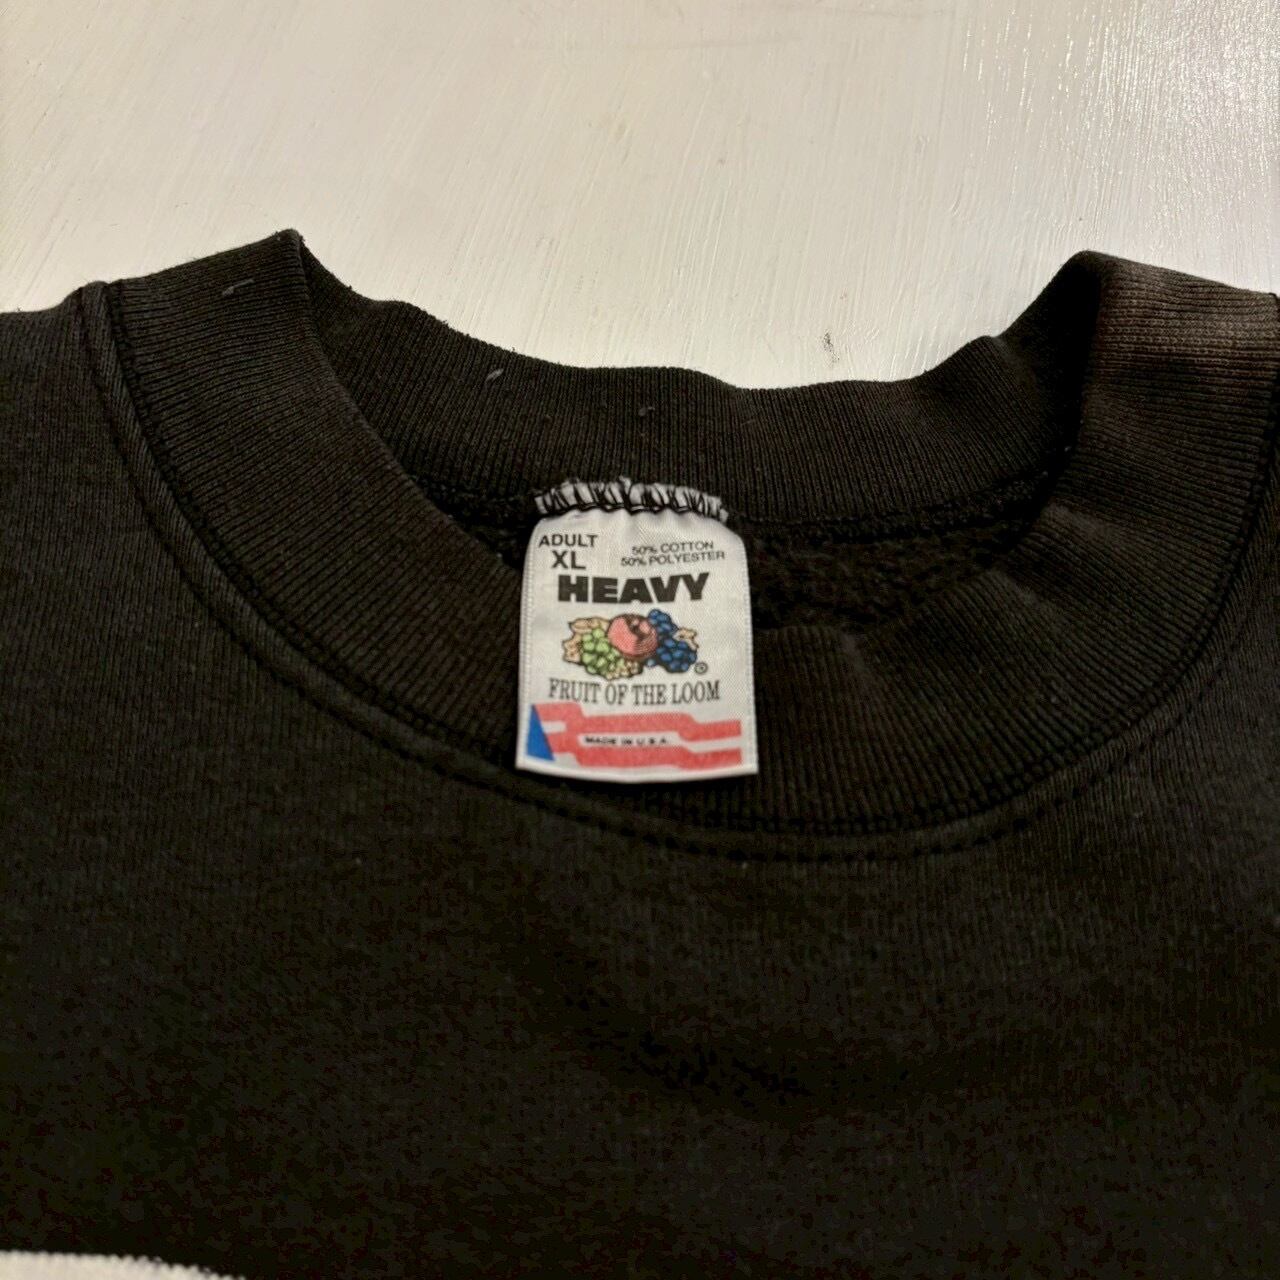 ADULT
XL
50% COTTON
50% POLYESTER
HEAVY
®
FRUIT OF THE LOOM
MADE IN U.S.A.